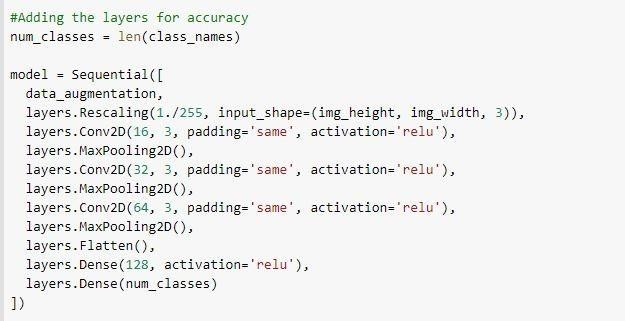 #Adding the layers for accuracy
num_classes = len(class_names)

model = Sequential([
  data_augmentation,
  layers.Rescaling(1./255, input_shape=(img_height, img_width, 3)),
  layers.Conv2D(16, 3, padding='same', activation='relu'),
  layers.MaxPooling2D(),
  layers.Conv2D(32, 3, padding='same', activation='relu'),
  layers.MaxPooling2D(),
  layers.Conv2D(64, 3, padding='same', activation='relu'),
  layers.MaxPooling2D(),
  layers.Flatten(),
  layers.Dense(128, activation='relu'),
  layers.Dense(num_classes)
])